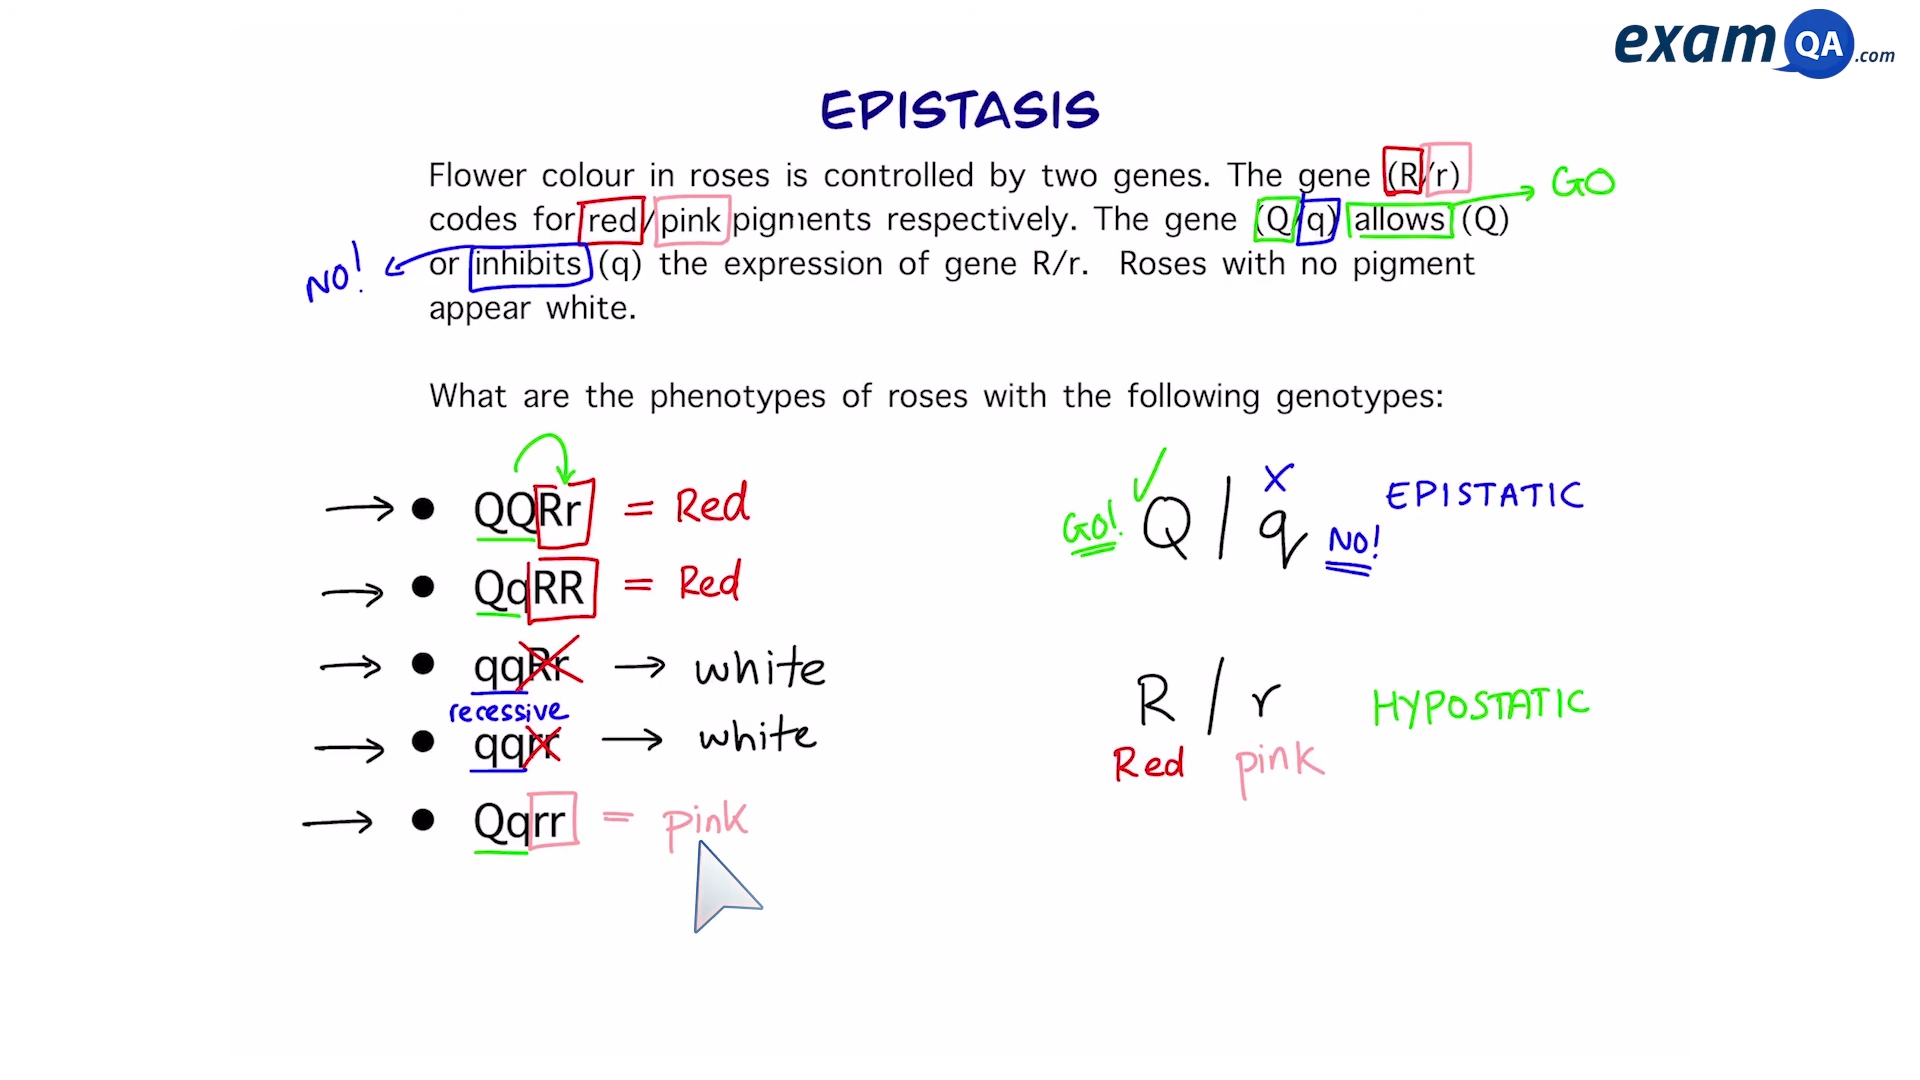 examQA.com
EPISTASIS
Flower colour in roses is controlled by two genes. The gene (R/r) GO
codes for red/pink pigments respectively. The gene (Q/q) allows (Q)
NO! or inhibits (q) the expression of gene R/r. Roses with no pigment
appear white.
What are the phenotypes of roses with the following genotypes:
→ • QQRr = Red
→ • QqRR = Red
→ • qqRr → white
recessive
→ • qqrr → white
→ • Qqrr = pink
GO! Q / q NO! EPISTATIC
R / r HYPOSTATIC
Red pink